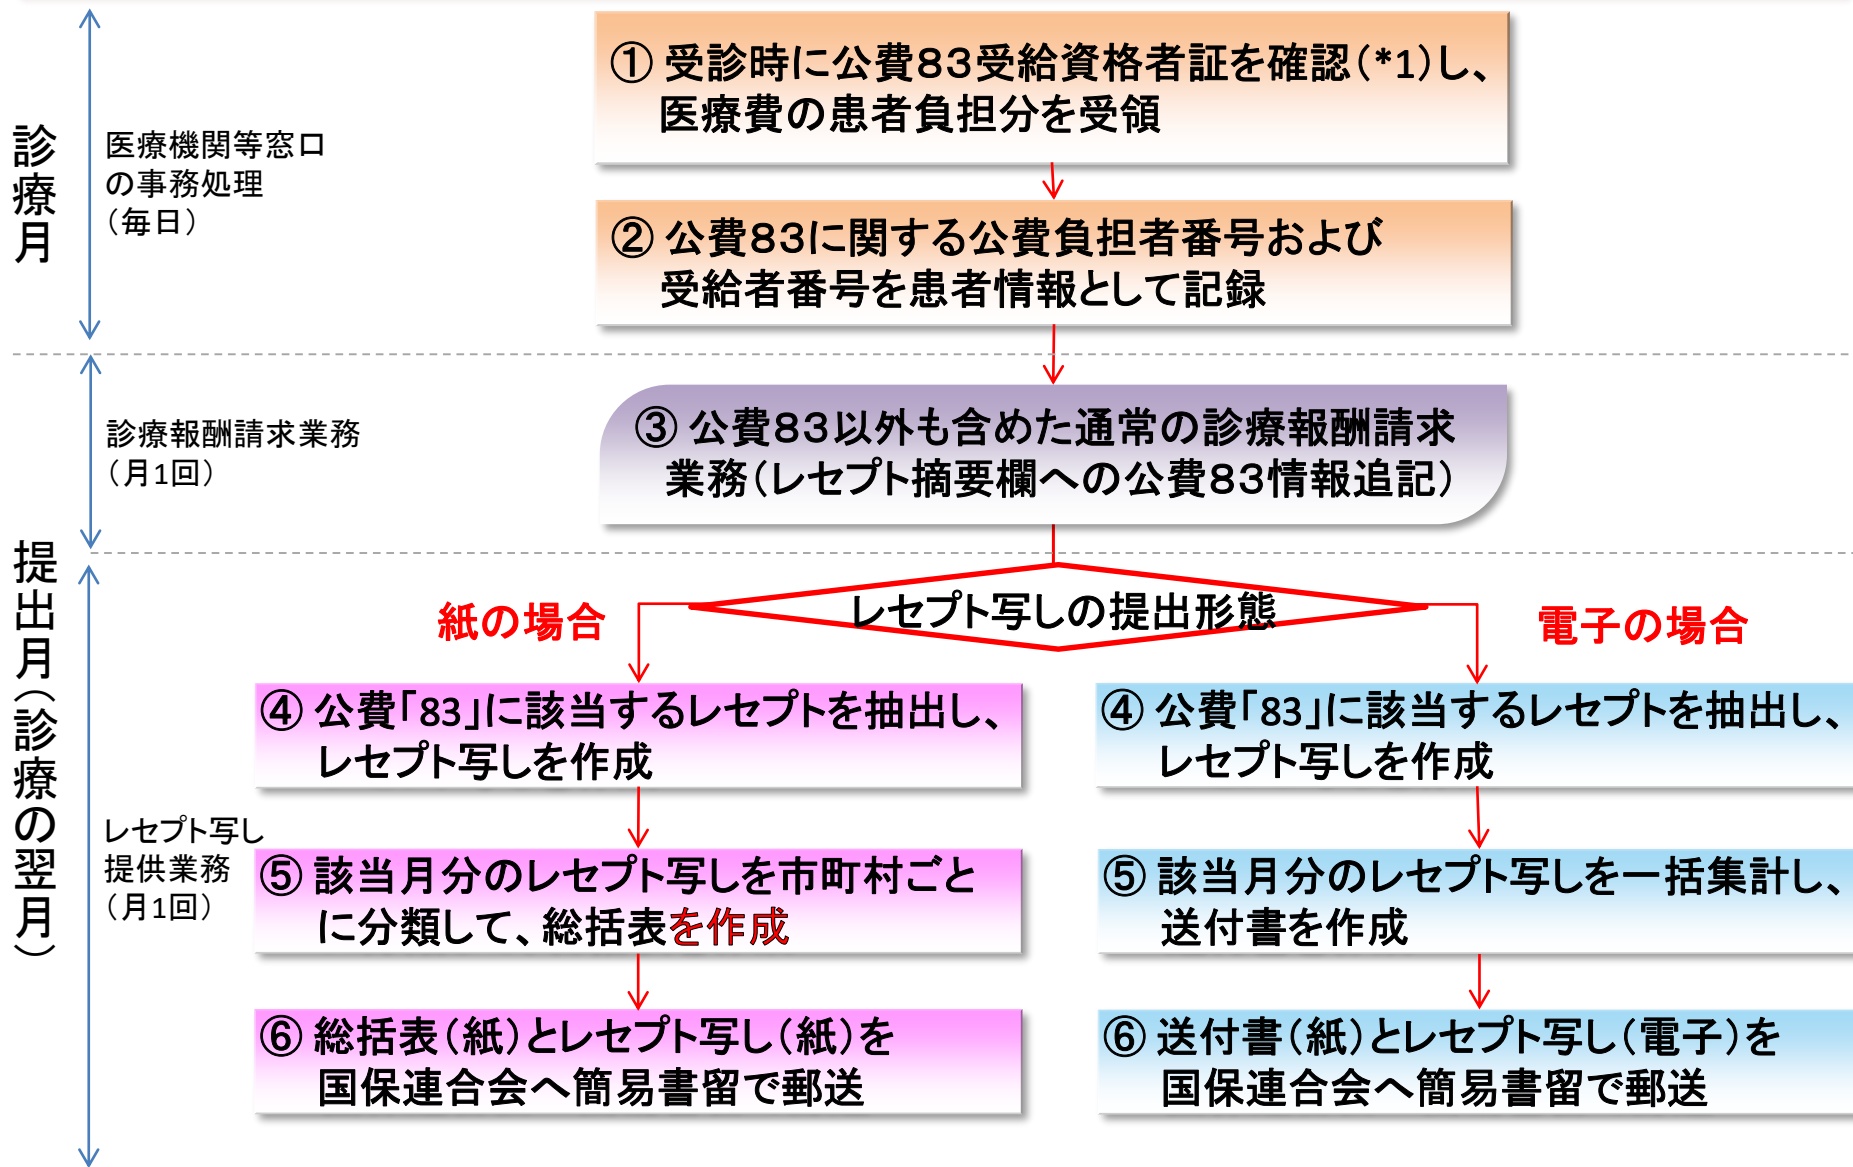 診療月
医療機関等窓口
の事務処理
（毎日）
① 受診時に公費８３受給資格者証を確認（*1）し、
医療費の患者負担分を受領
② 公費８３に関する公費負担者番号および
受給者番号を患者情報として記録
提出月（診療の翌月）
診療報酬請求業務
（月1回）
③ 公費８３以外も含めた通常の診療報酬請求
業務（レセプト摘要欄への公費８３情報追記）
レセプト写しの提出形態
紙の場合
電子の場合
レセプト写し
提供業務
（月1回）
④ 公費「83」に該当するレセプトを抽出し、
レセプト写しを作成
⑤ 該当月分のレセプト写しを市町村ごと
に分類して、総括表を作成
⑥ 総括表（紙）とレセプト写し（紙）を
国保連合会へ簡易書留で郵送
④ 公費「83」に該当するレセプトを抽出し、
レセプト写しを作成
⑤ 該当月分のレセプト写しを一括集計し、
送付書を作成
⑥ 送付書（紙）とレセプト写し（電子）を
国保連合会へ簡易書留で郵送